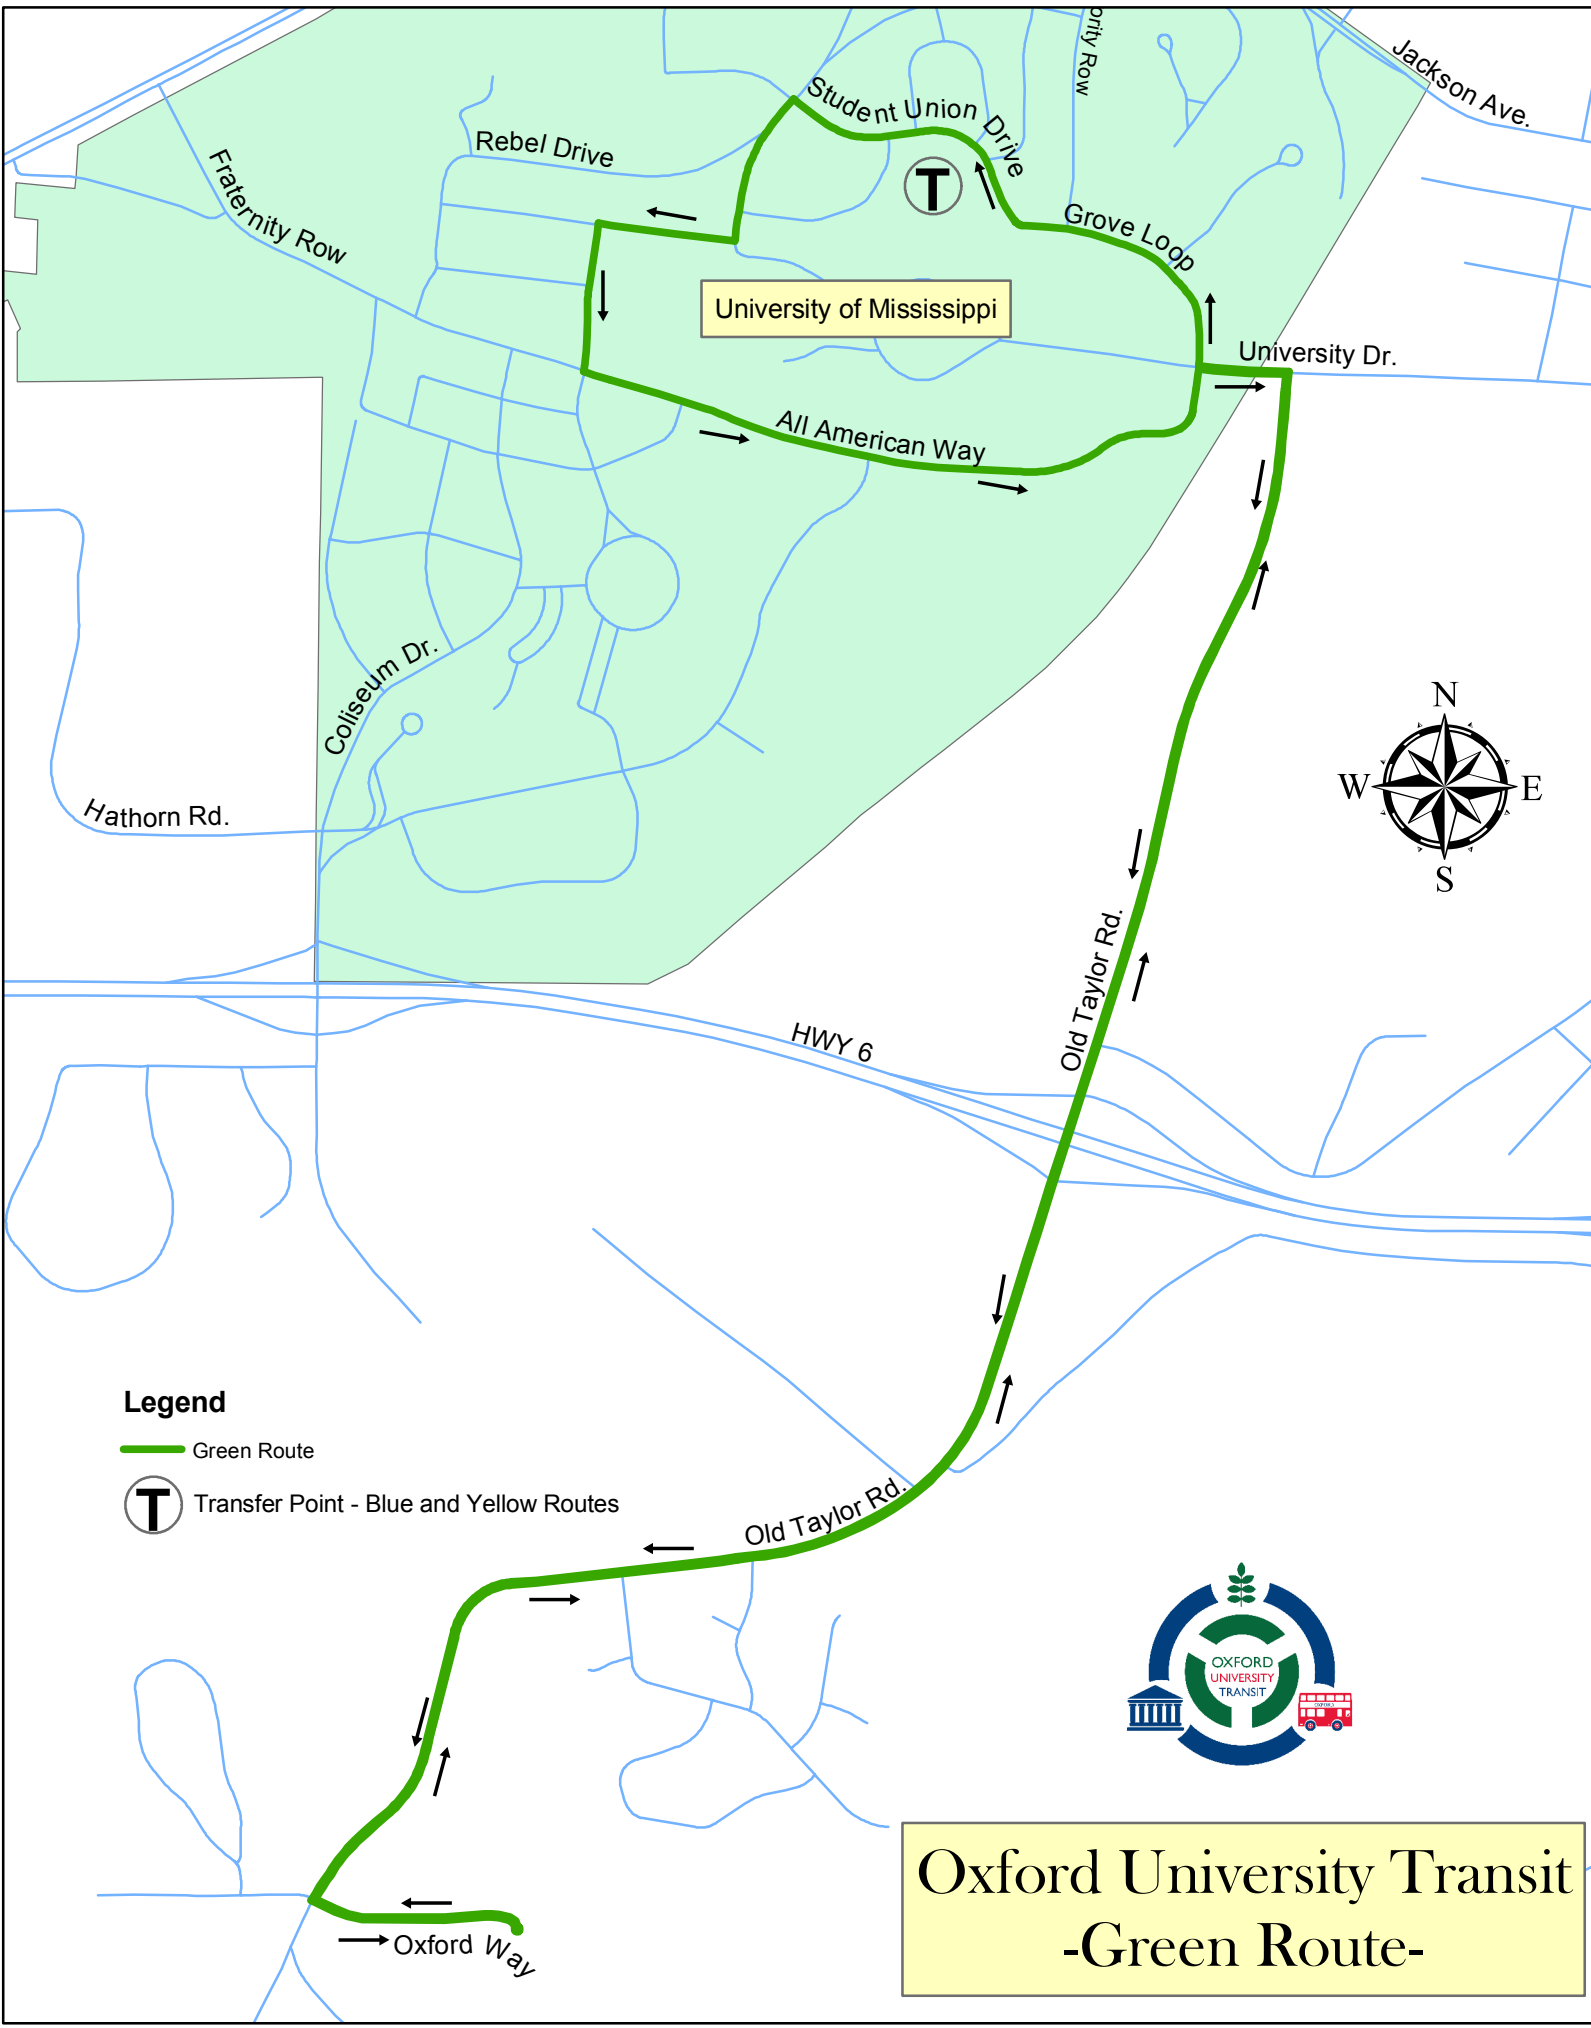 ority Row
Jackson Ave.
Student Union Drive
Rebel Drive
Fraternity Row
T
Grove Loop
University of Mississippi
University Dr.
All American Way
Coliseum Dr.
N
W
E
S
Hathorn Rd.
Old Taylor Rd.
HWY 6
Legend
Green Route
T
Transfer Point - Blue and Yellow Routes
Old Taylor Rd.
OXFORD
UNIVERSITY
TRANSIT
Oxford Way
Oxford University Transit
-Green Route-